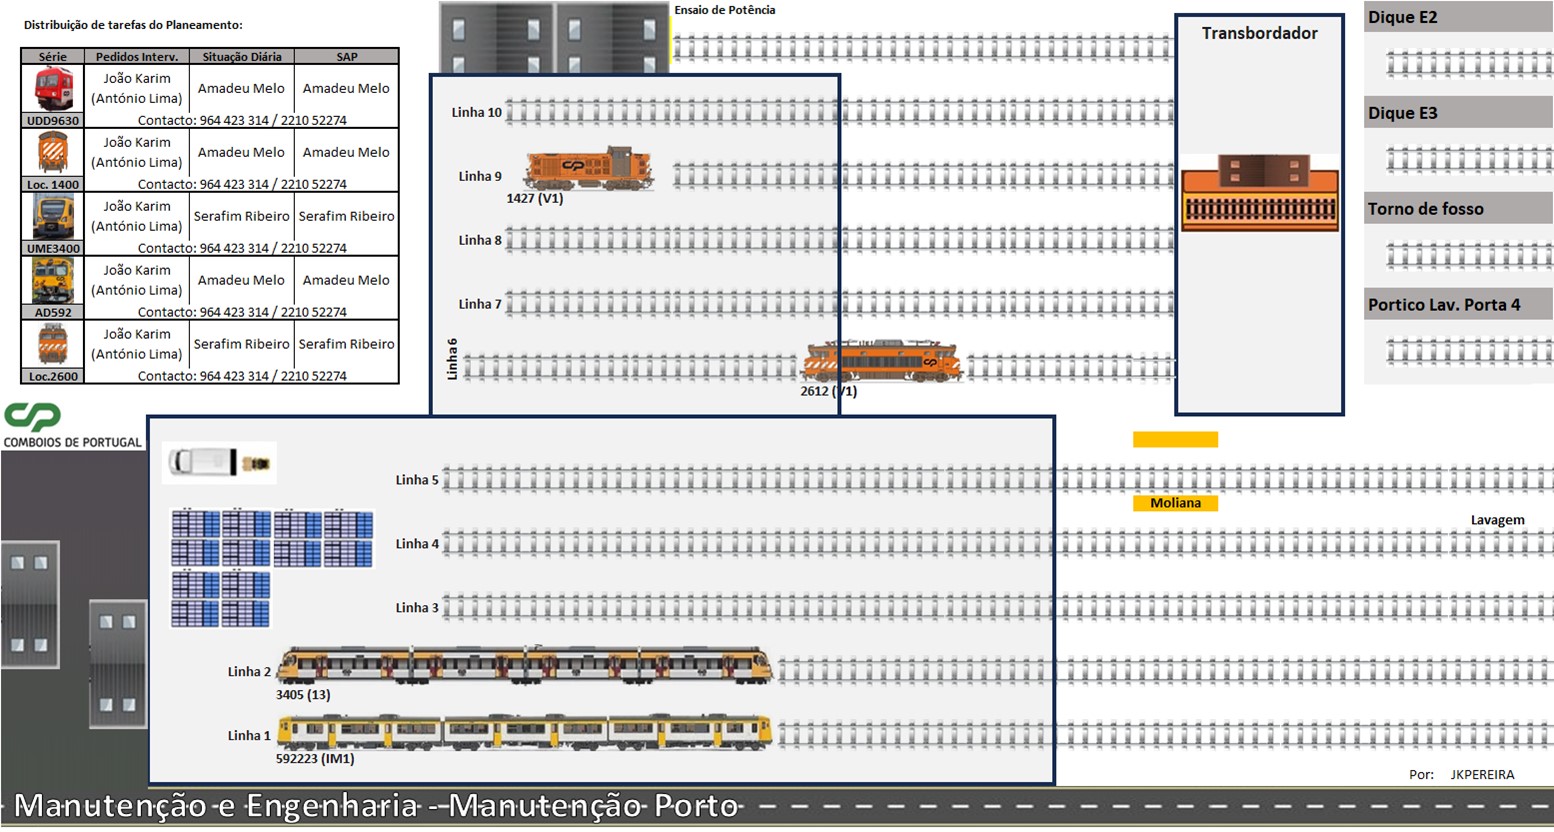 Distribuição de tarefas do Planeamento:
Série Pedidos Interv. Situação Diária SAP
João Karim
(António Lima) Amadeu Melo Amadeu Melo
UDD9630 Contacto: 964 423 314 / 2210 52274
João Karim
(António Lima) Amadeu Melo Amadeu Melo
Loc. 1400 Contacto: 964 423 314 / 2210 52274
João Karim
(António Lima) Serafim Ribeiro Serafim Ribeiro
UME3400 Contacto: 964 423 314 / 2210 52274
João Karim
(António Lima) Amadeu Melo Amadeu Melo
AD592 Contacto: 964 423 314 / 2210 52274
João Karim
(António Lima) Serafim Ribeiro Serafim Ribeiro
Loc.2600 Contacto: 964 423 314 / 2210 52274
CP
COMBOIOS DE PORTUGAL
Ensaio de Potência
Linha 10
Linha 9
1427 (V1)
Linha 8
Linha 7
Linha 6
2612 (V1)
Transbordador
Dique E2
Dique E3
Torno de fosso
Portico Lav. Porta 4
Linha 5
Moliana
Lavagem
Linha 4
Linha 3
Linha 2
3405 (13)
Linha 1
592223 (IM1)
Por: JKPEREIRA
Manutenção e Engenharia - Manutenção Porto